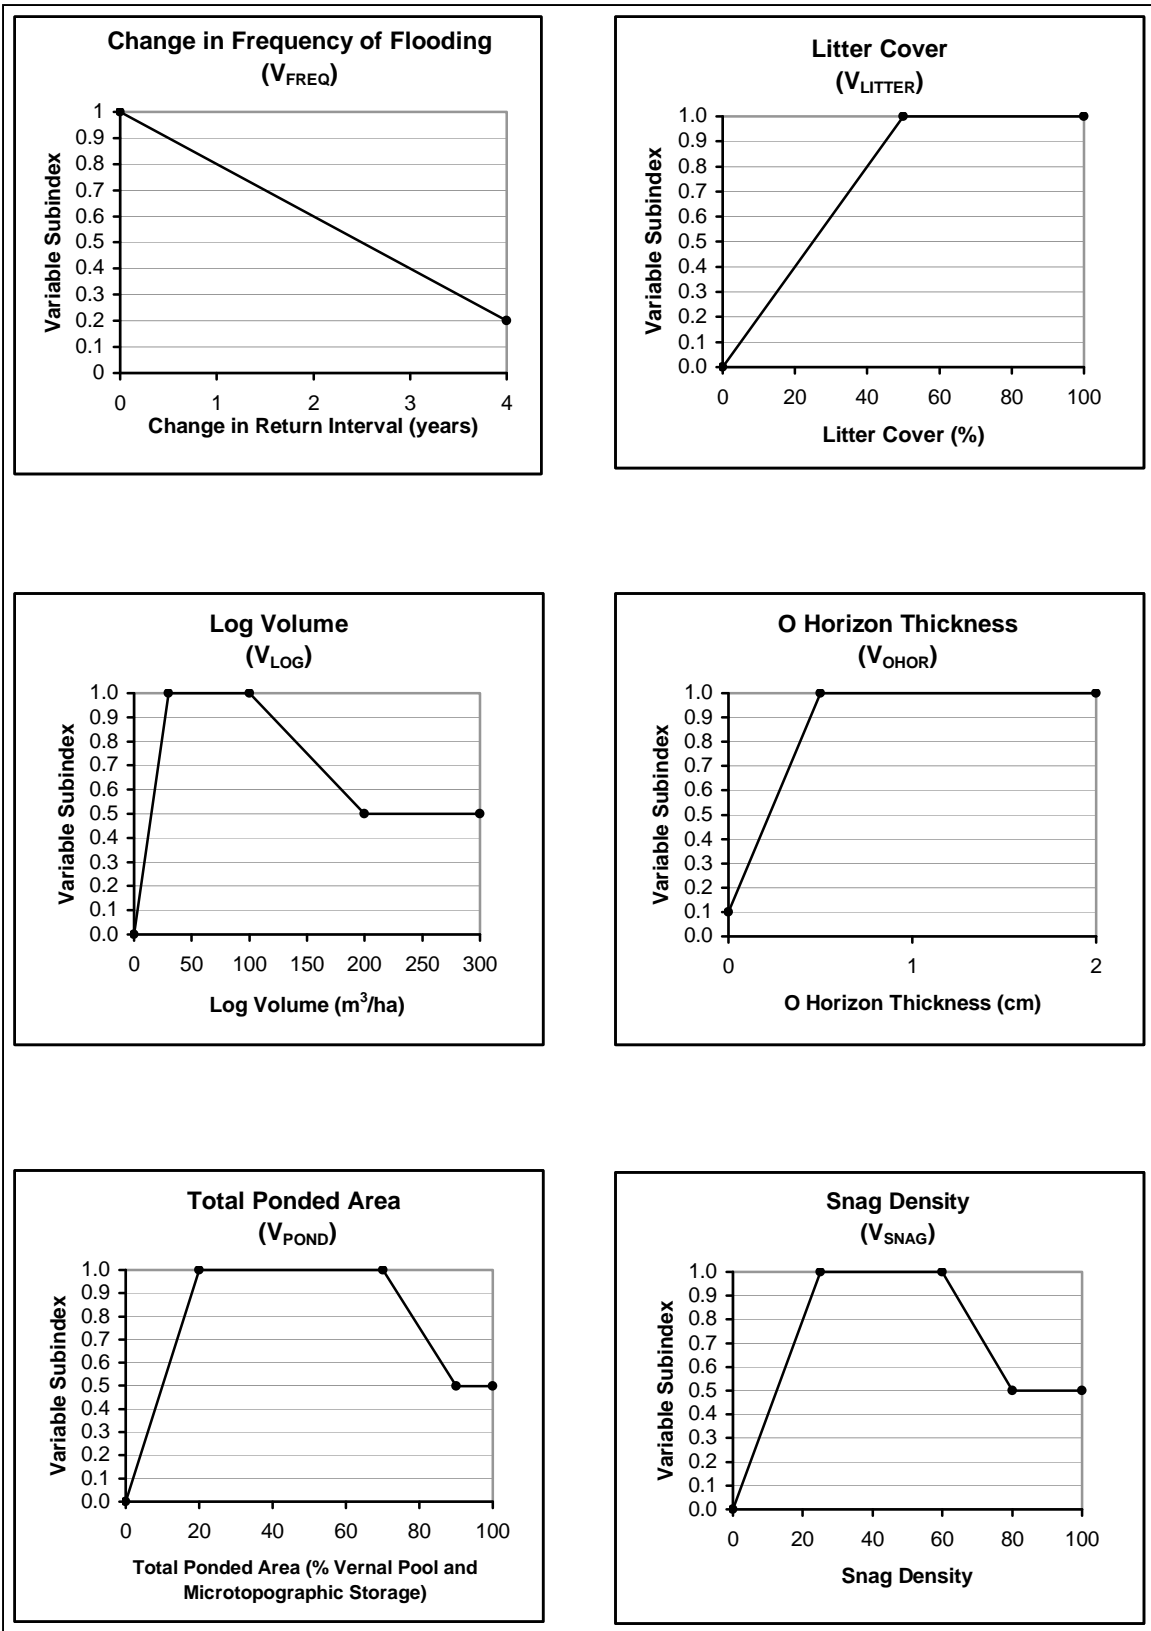 Change in Frequency of Flooding
(VFREQ)
1
0.9
0.8
0.7
0.6
0.5
0.4
0.3
0.2
0.1
0
Variable Subindex
0 1 2 3 4
Change in Return Interval (years)
Litter Cover
(VLITTER)
1.0
0.9
0.8
0.7
0.6
0.5
0.4
0.3
0.2
0.1
0.0
Variable Subindex
0 20 40 60 80 100
Litter Cover (%)
Log Volume
(VLOG)
1.0
0.9
0.8
0.7
0.6
0.5
0.4
0.3
0.2
0.1
0.0
Variable Subindex
0 50 100 150 200 250 300
Log Volume (m³/ha)
O Horizon Thickness
(VOHOR)
1.0
0.9
0.8
0.7
0.6
0.5
0.4
0.3
0.2
0.1
0.0
Variable Subindex
0 1 2
O Horizon Thickness (cm)
Total Ponded Area
(VPOND)
1.0
0.9
0.8
0.7
0.6
0.5
0.4
0.3
0.2
0.1
0.0
Variable Subindex
0 20 40 60 80 100
Total Ponded Area (% Vernal Pool and
Microtopographic Storage)
Snag Density
(VSNAG)
1.0
0.9
0.8
0.7
0.6
0.5
0.4
0.3
0.2
0.1
0.0
Variable Subindex
0 20 40 60 80 100
Snag Density